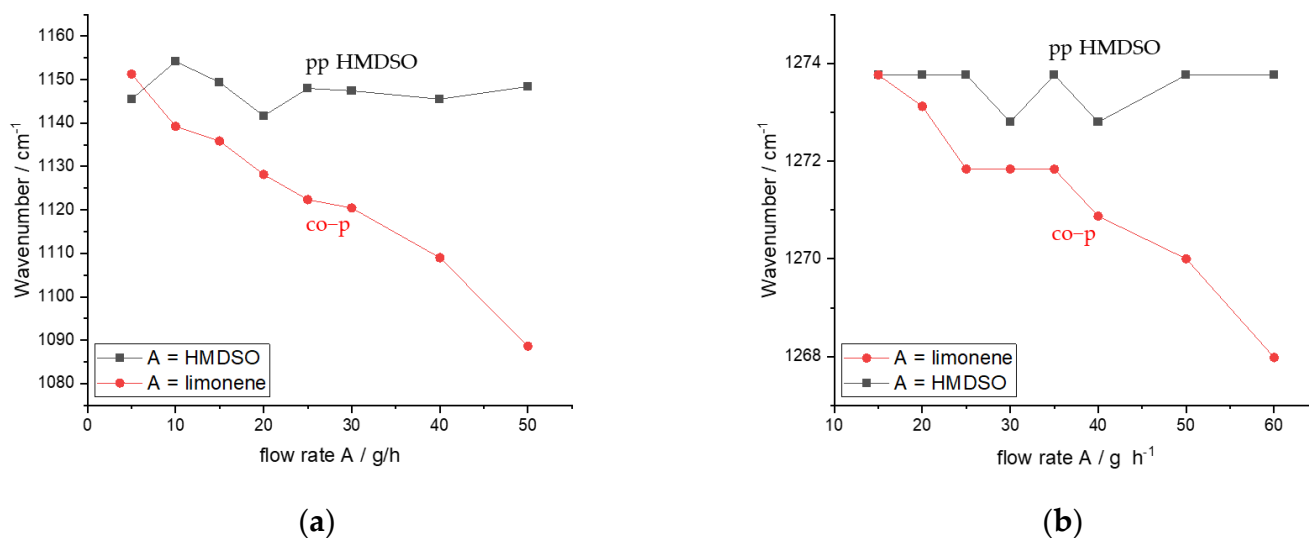 1160
1150
1140
1130
1120
1110
1100
1090
1080
Wavenumber / cm⁻¹
pp HMDSO
co−p
A = HMDSO
A = limonene
0 10 20 30 40 50
flow rate A / g/h
(a)
1274
1272
1270
1268
Wavenumber / cm⁻¹
pp HMDSO
co−p
A = limonene
A = HMDSO
10 20 30 40 50 60
flow rate A / g h⁻¹
(b)